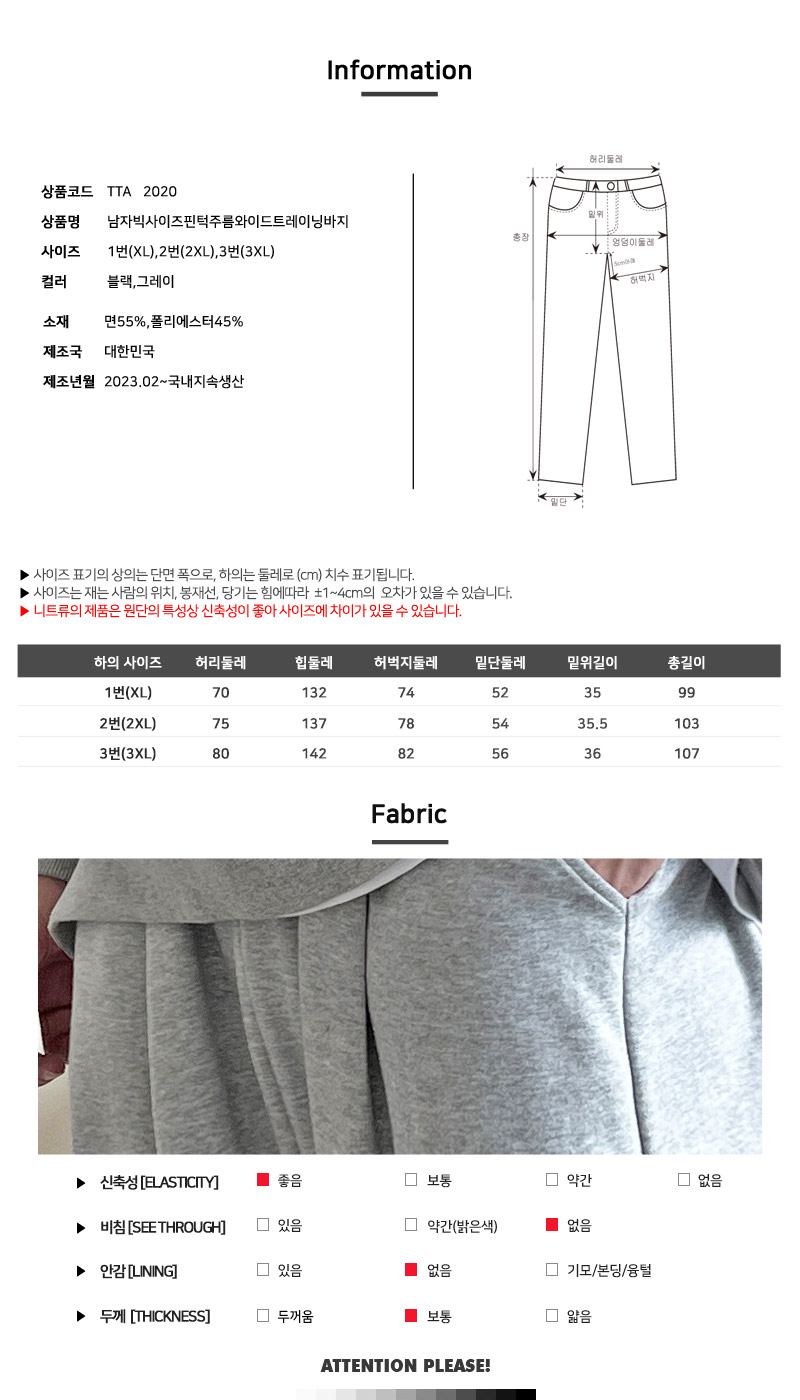 Information
상품코드 TTA 2020
상품명 남자빅사이즈핀턱주름와이드트레이닝바지
사이즈 1번(XL),2번(2XL),3번(3XL)
컬러 블랙,그레이
소재 면55%,폴리에스터45%
제조국 대한민국
제조년월 2023.02~국내지속생산
허리둘레
밑위
총장
엉덩이둘레
허벅지
밑단
▶ 사이즈 표기의 상의는 단면 폭으로, 하의는 둘레로 (cm) 치수 표기됩니다.
▶ 사이즈는 재는 사람의 위치, 봉재선, 당기는 힘에따라 ±1~4cm의 오차가 있을 수 있습니다.
▶ 니트류의 제품은 원단의 특성상 신축성이 좋아 사이즈에 차이가 있을 수 있습니다.
하의 사이즈 허리둘레 힙둘레 허벅지둘레 밑단둘레 밑위길이 총길이
1번(XL) 70 132 74 52 35 99
2번(2XL) 75 137 78 54 35.5 103
3번(3XL) 80 142 82 56 36 107
Fabric
▶ 신축성 [ELASTICITY] 좋음 보통 약간 없음
▶ 비침 [SEE THROUGH] 있음 약간(밝은색) 없음
▶ 안감 [LINING] 있음 없음 기모/본딩/융털
▶ 두께 [THICKNESS] 두꺼움 보통 얇음
ATTENTION PLEASE!